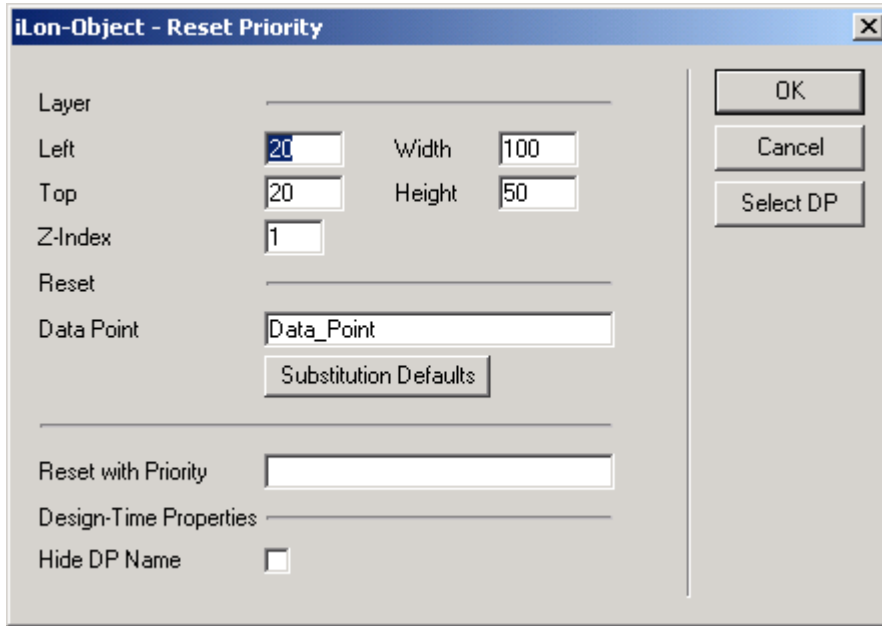 iLon-Object - Reset Priority
Layer
Left 20 Width 100
Top 20 Height 50
Z-Index 1
Reset
Data Point Data_Point
Substitution Defaults
Reset with Priority
Design-Time Properties
Hide DP Name
OK
Cancel
Select DP